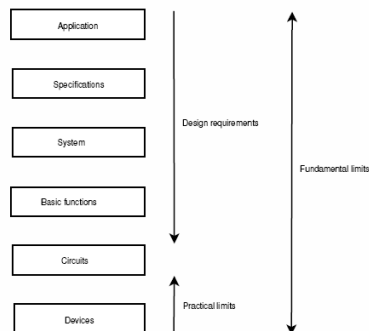 Application
Specifications
Design requirements
System
Fundamental limits
Basic functions
Circuits
Practical limits
Devices